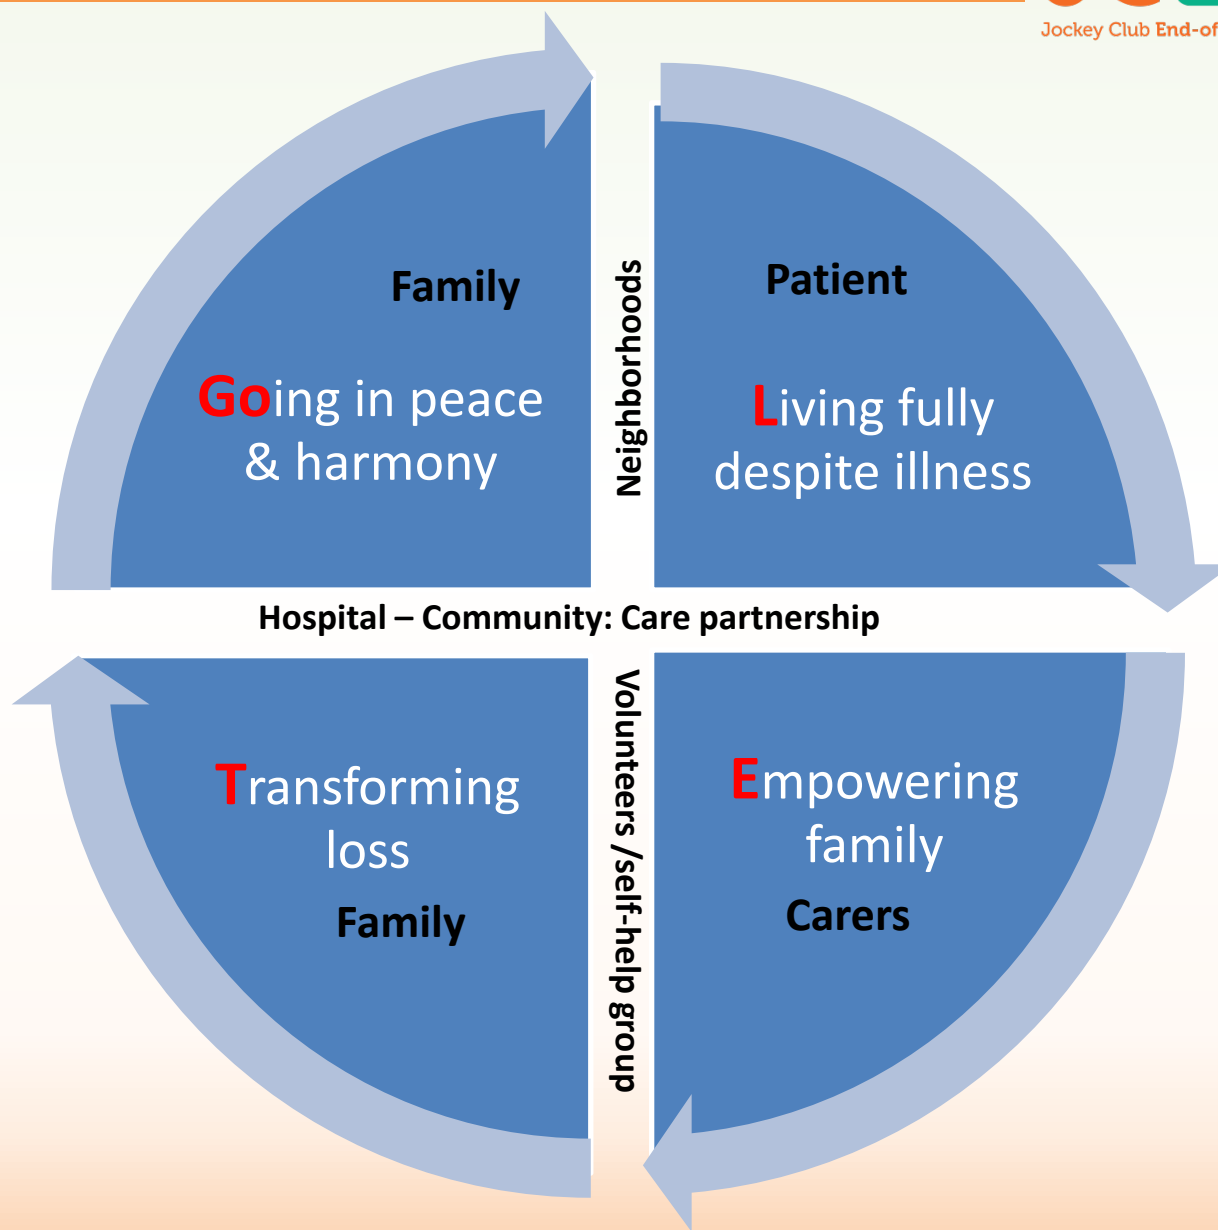 Jockey Club End-of
Family
Going in peace
& harmony
Neighborhoods
Patient
Living fully
despite illness
Hospital – Community: Care partnership
Transforming
loss
Family
Volunteers /self-help group
Empowering
family
Carers